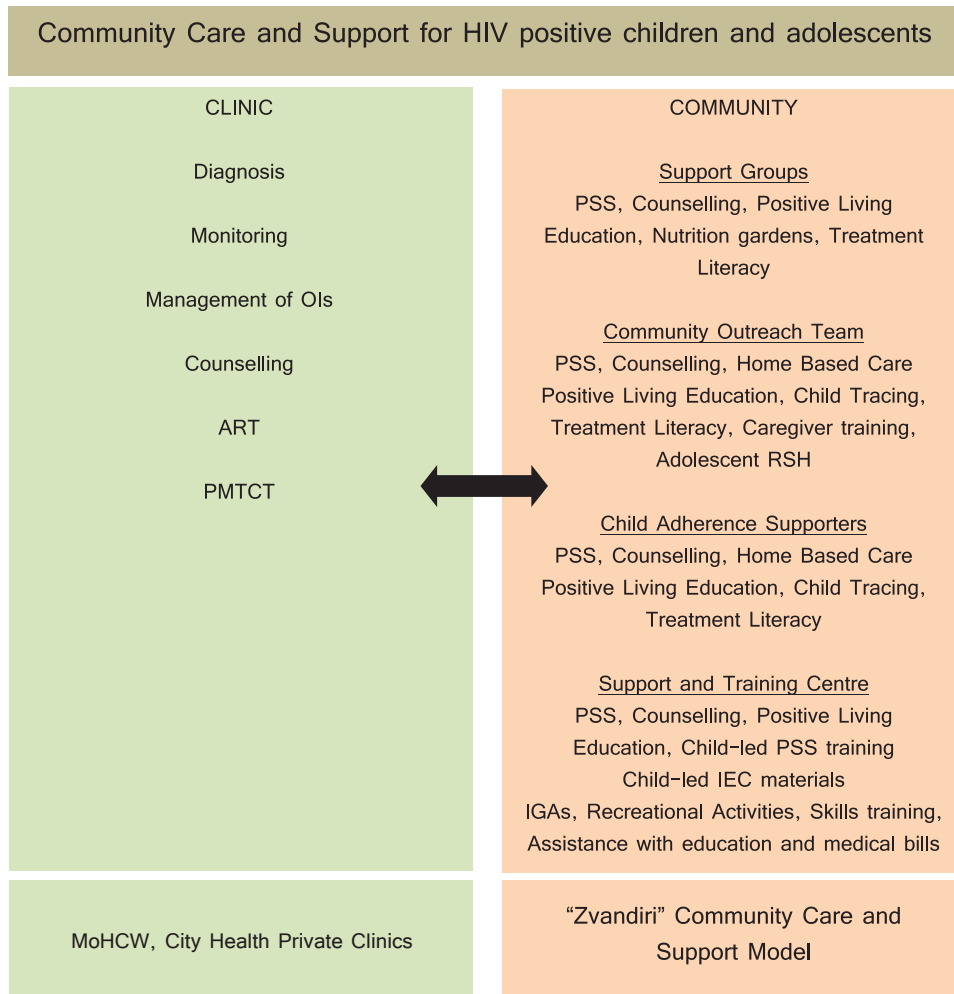 Community Care and Support for HIV positive children and adolescents
CLINIC
Diagnosis
Monitoring
Management of OIs
Counselling
ART
PMTCT
MoHCW, City Health Private Clinics
COMMUNITY
Support Groups
PSS, Counselling, Positive Living
Education, Nutrition gardens, Treatment
Literacy
Community Outreach Team
PSS, Counselling, Home Based Care
Positive Living Education, Child Tracing,
Treatment Literacy, Caregiver training,
Adolescent RSH
Child Adherence Supporters
PSS, Counselling, Home Based Care
Positive Living Education, Child Tracing,
Treatment Literacy
Support and Training Centre
PSS, Counselling, Positive Living
Education, Child-led PSS training
Child-led IEC materials
IGAs, Recreational Activities, Skills training,
Assistance with education and medical bills
“Zvandiri” Community Care and
Support Model